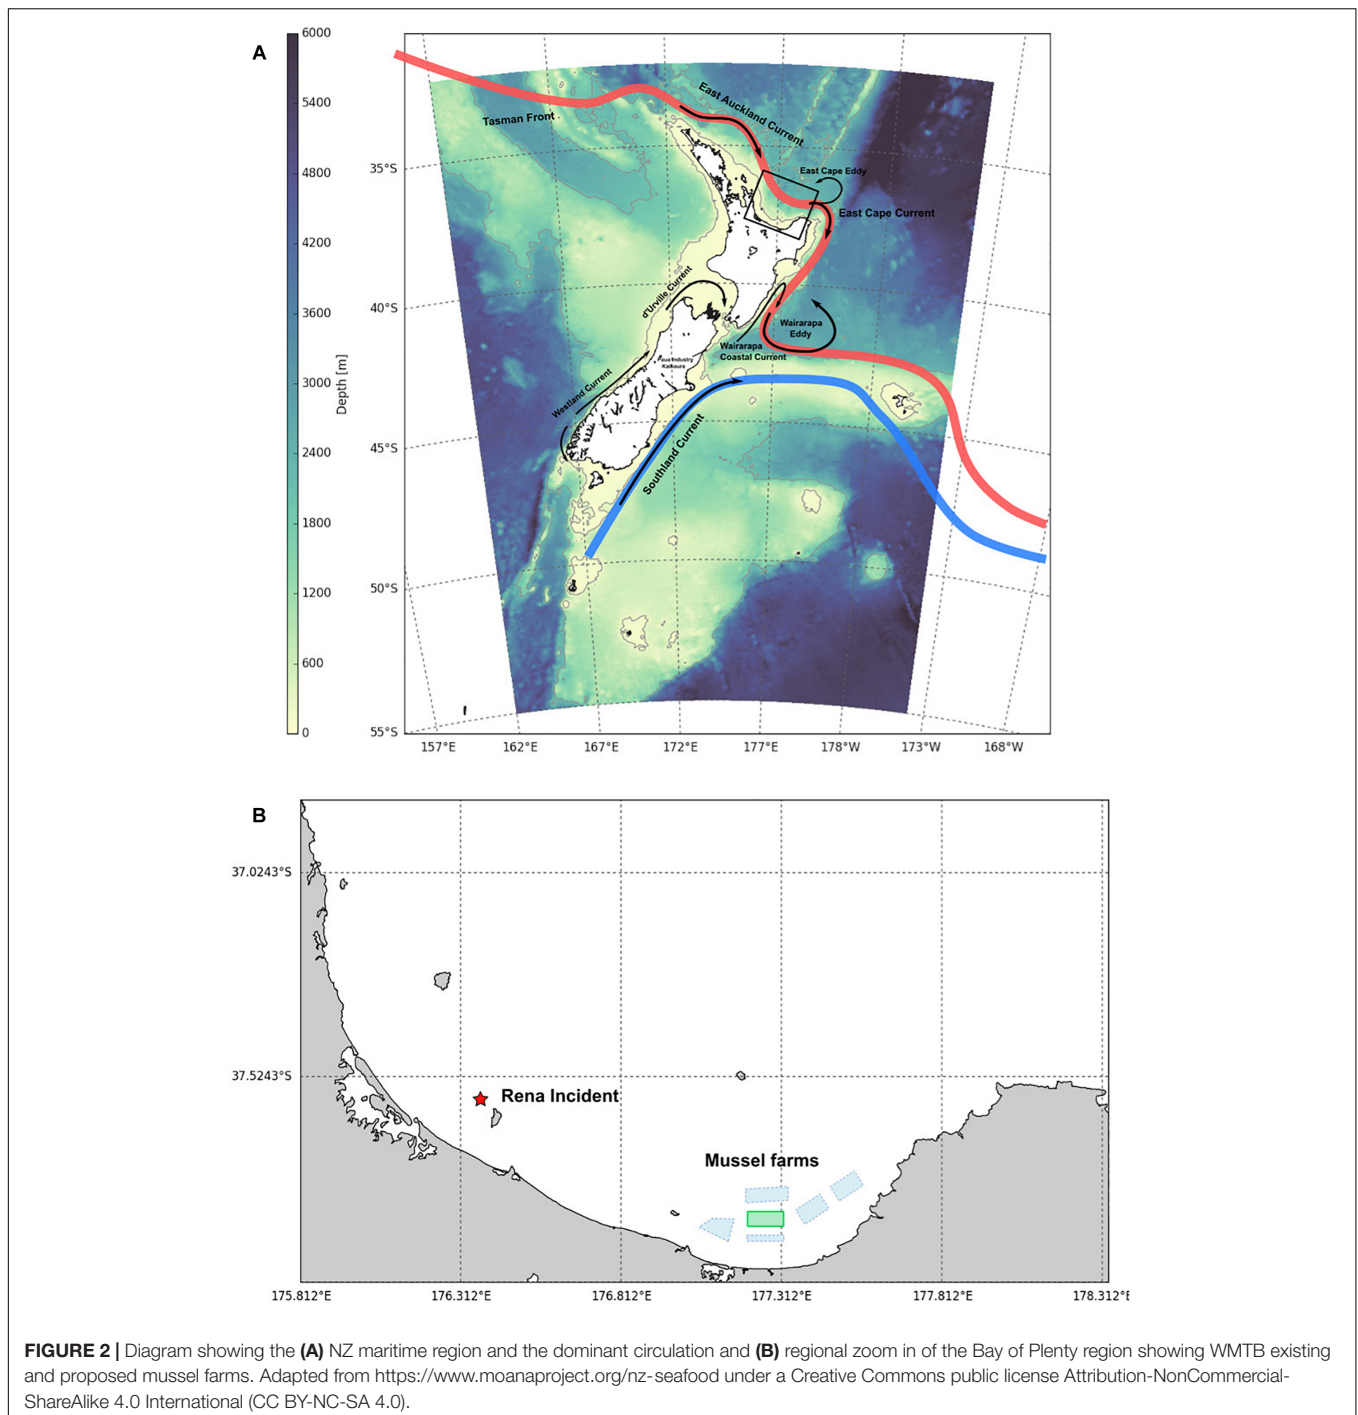 A
6000
5400
4800
4200
3600
3000
2400
1800
1200
600
0
Depth [m]
35°S
40°S
45°S
50°S
55°S
157°E
162°E
167°E
172°E
177°E
178°W
173°W
168°W
Tasman Front
East Auckland Current
East Cape Eddy
East Cape Current
d'Urville Current
Wairarapa
Eddy
Wairarapa
Coastal Current
Paua Industry
Kaikoura
Westland Current
Southland Current
B
37.0243°S
37.5243°S
Rena Incident
Mussel farms
175.812°E
176.312°E
176.812°E
177.312°E
177.812°E
178.312°E
FIGURE 2 | Diagram showing the (A) NZ maritime region and the dominant circulation and (B) regional zoom in of the Bay of Plenty region showing WMTB existing
and proposed mussel farms. Adapted from https://www.moanaproject.org/nz-seafood under a Creative Commons public license Attribution-NonCommercial-
ShareAlike 4.0 International (CC BY-NC-SA 4.0).